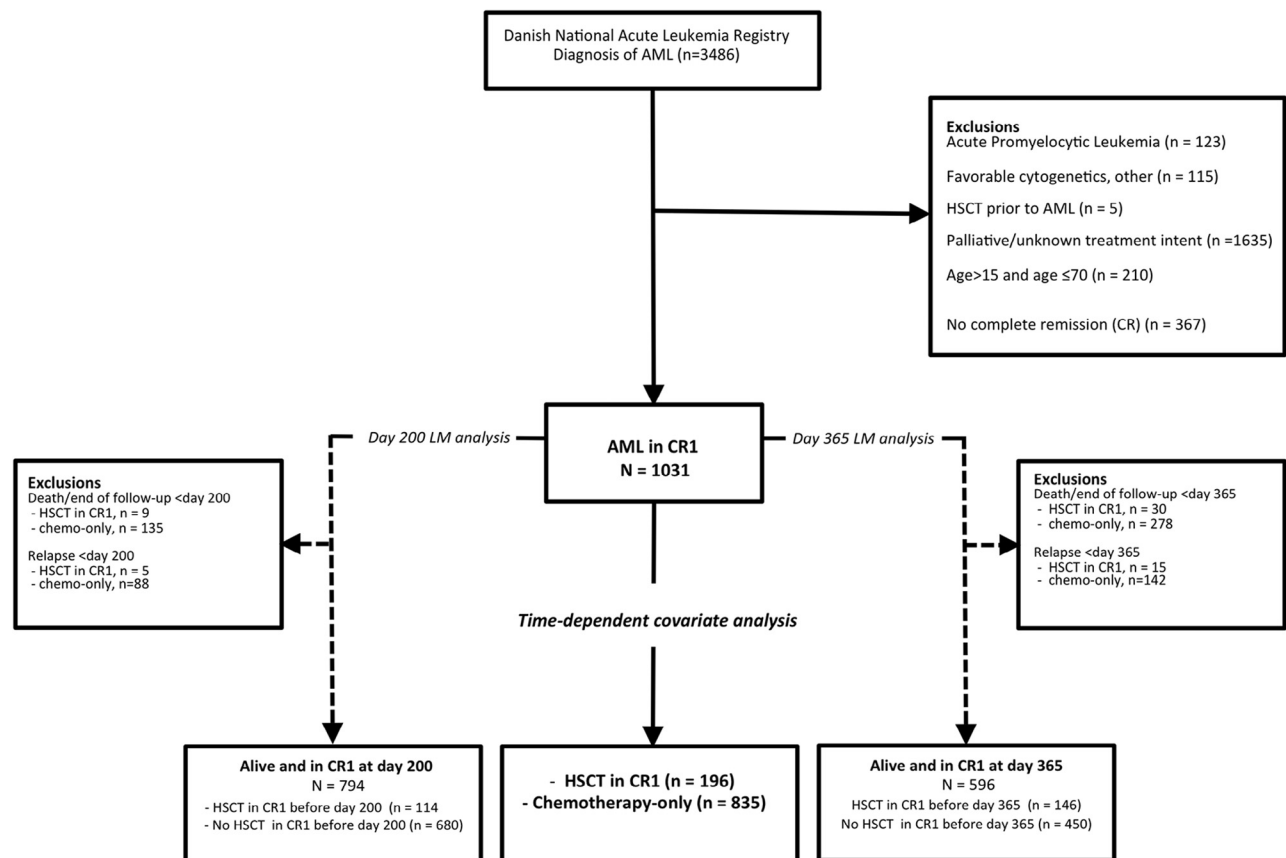 Danish National Acute Leukemia Registry
Diagnosis of AML (n=3486)
Exclusions
Acute Promyelocytic Leukemia (n = 123)
Favorable cytogenetics, other (n = 115)
HSCT prior to AML (n = 5)
Palliative/unknown treatment intent (n =1635)
Age>15 and age ≤70 (n = 210)
No complete remission (CR) (n = 367)
Day 200 LM analysis
AML in CR1
N = 1031
Day 365 LM analysis
Exclusions
Death/end of follow-up <day 200
- HSCT in CR1, n = 9
- chemo-only, n = 135
Relapse <day 200
- HSCT in CR1, n = 5
- chemo-only, n=88
Exclusions
Death/end of follow-up <day 365
- HSCT in CR1, n = 30
- chemo-only, n = 278
Relapse <day 365
- HSCT in CR1, n = 15
- chemo-only, n=142
Time-dependent covariate analysis
Alive and in CR1 at day 200
N = 794
- HSCT in CR1 before day 200 (n = 114
- No HSCT in CR1 before day 200 (n = 680)
- HSCT in CR1 (n = 196)
- Chemotherapy-only (n = 835)
Alive and in CR1 at day 365
N = 596
HSCT in CR1 before day 365 (n = 146)
No HSCT in CR1 before day 365 (n = 450)